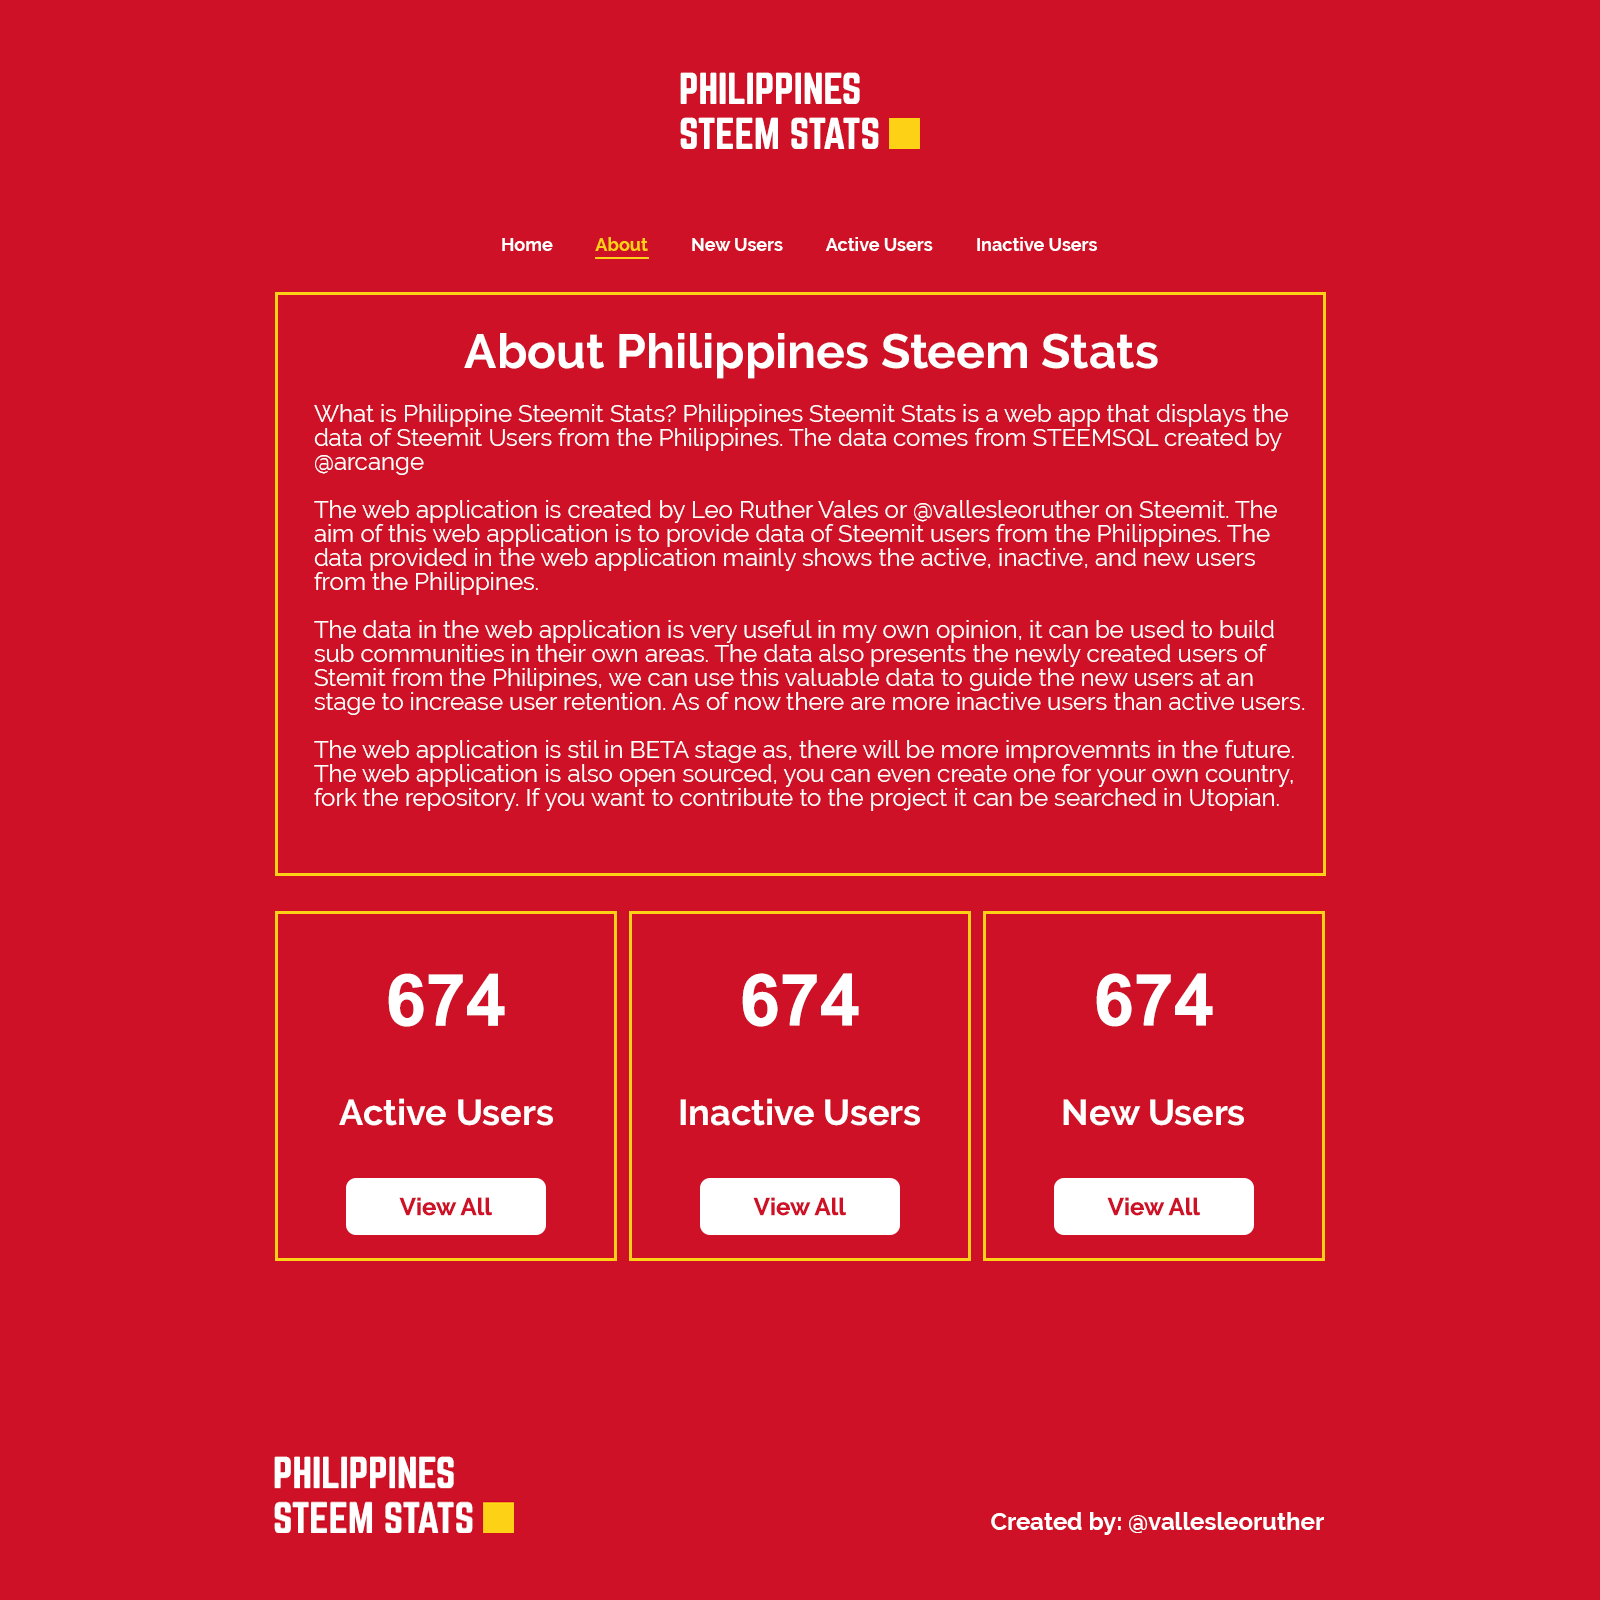 PHILIPPINES
STEEM STATS
Home About New Users Active Users Inactive Users
About Philippines Steem Stats
What is Philippine Steemit Stats? Philippines Steemit Stats is a web app that displays the
data of Steemit Users from the Philippines. The data comes from STEEMSQL created by
@arcange
The web application is created by Leo Ruther Vales or @vallesleoruther on Steemit. The
aim of this web application is to provide data of Steemit users from the Philippines. The
data provided in the web application mainly shows the active, inactive, and new users
from the Philippines.
The data in the web application is very useful in my own opinion, it can be used to build
sub communities in their own areas. The data also presents the newly created users of
Stemit from the Philipines, we can use this valuable data to guide the new users at an
stage to increase user retention. As of now there are more inactive users than active users.
The web application is stil in BETA stage as, there will be more improvemnts in the future.
The web application is also open sourced, you can even create one for your own country,
fork the repository. If you want to contribute to the project it can be searched in Utopian.
674
Active Users
View All
674
Inactive Users
View All
674
New Users
View All
PHILIPPINES
STEEM STATS
Created by: @vallesleoruther